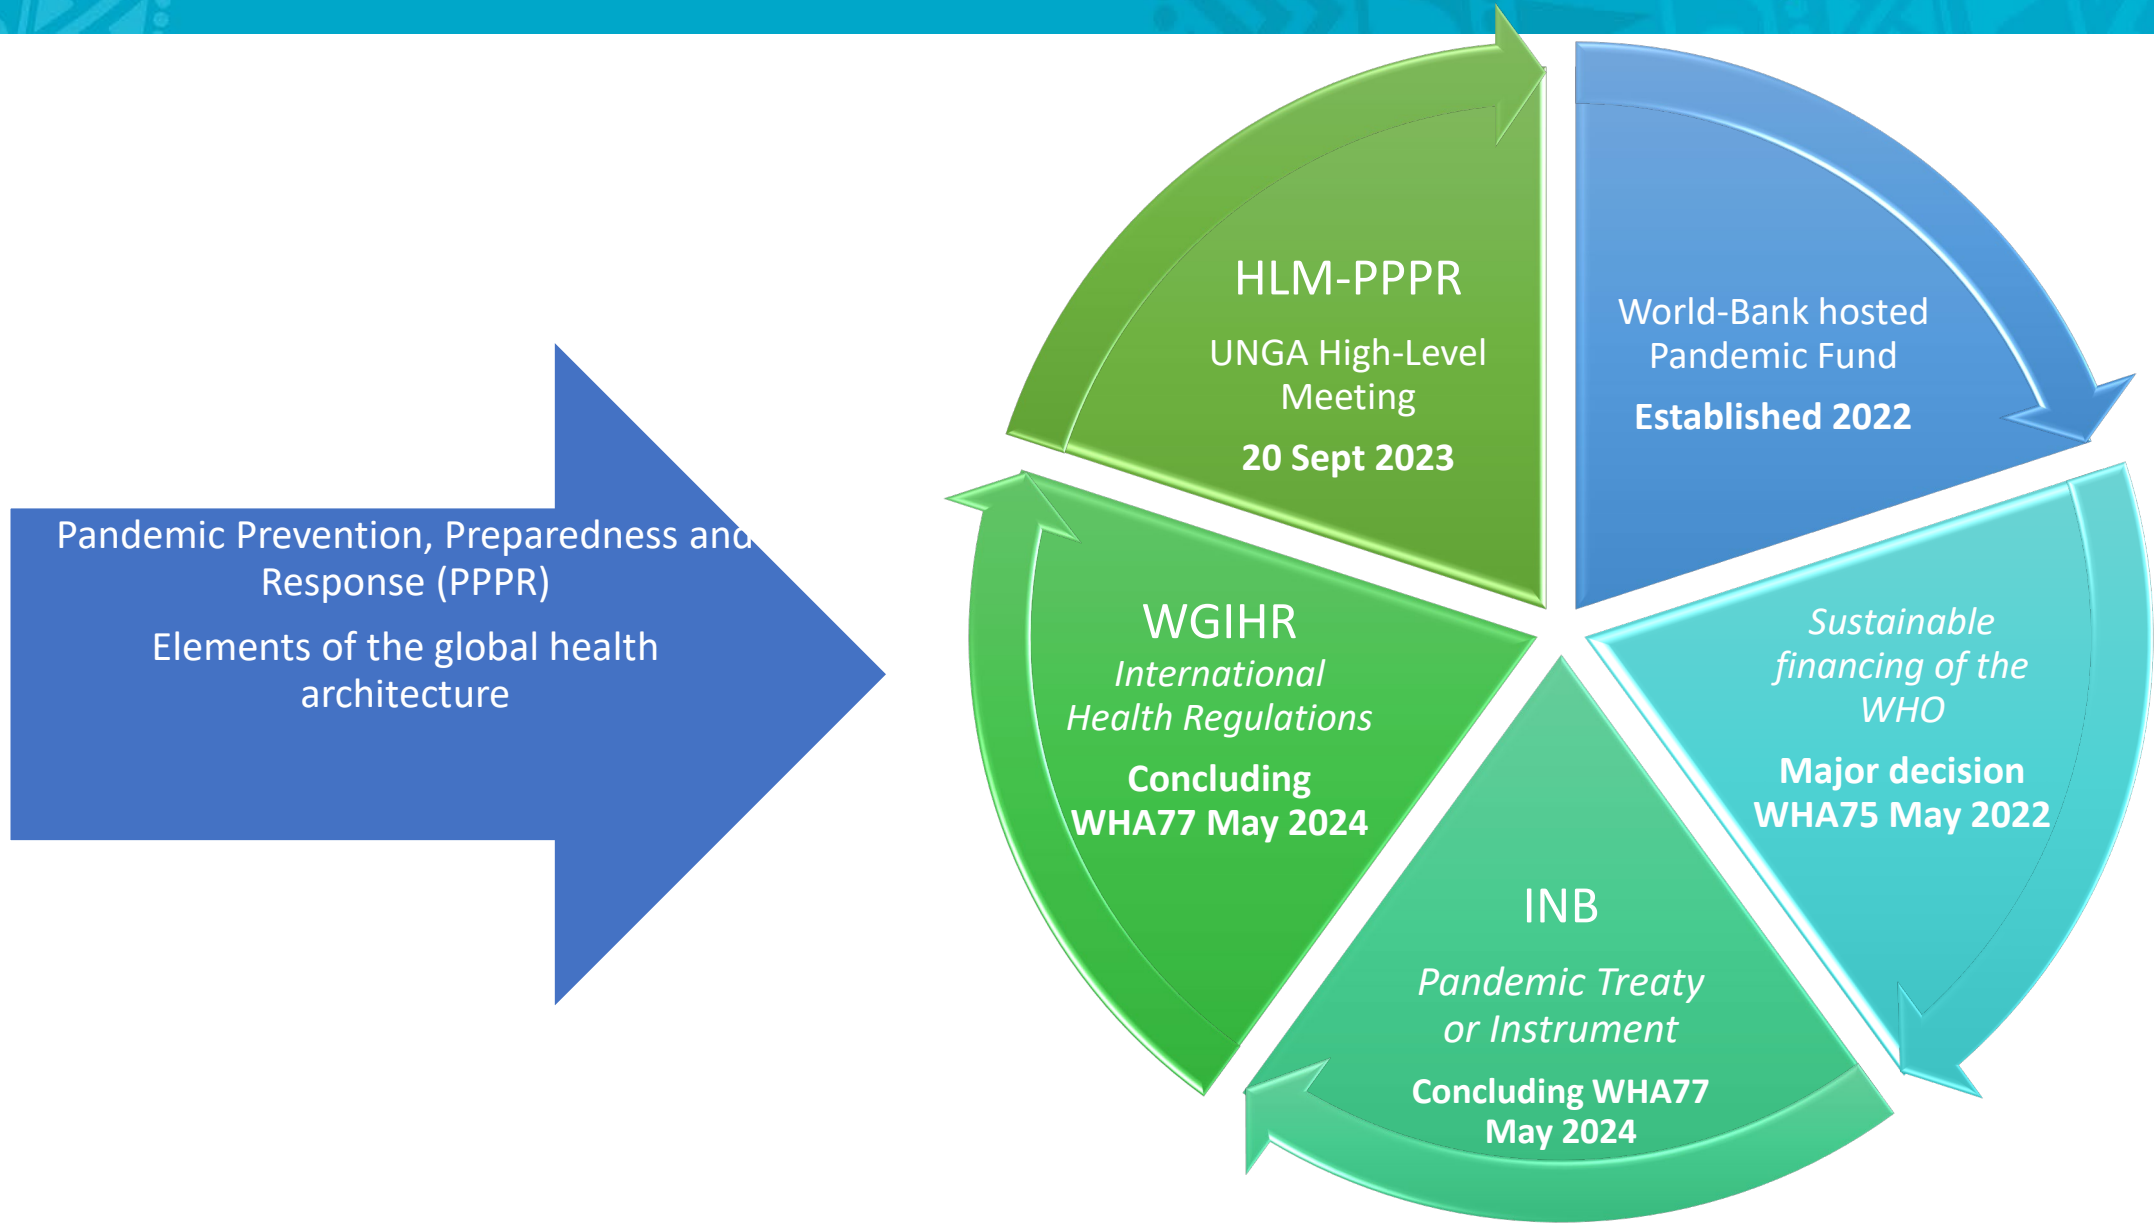 Pandemic Prevention, Preparedness and
Response (PPPR)
Elements of the global health
architecture
World-Bank hosted
Pandemic Fund
Established 2022
Sustainable
financing of the
WHO
Major decision
WHA75 May 2022
INB
Pandemic Treaty
or Instrument
Concluding WHA77
May 2024
WGIHR
International
Health Regulations
Concluding
WHA77 May 2024
HLM-PPPR
UNGA High-Level
Meeting
20 Sept 2023